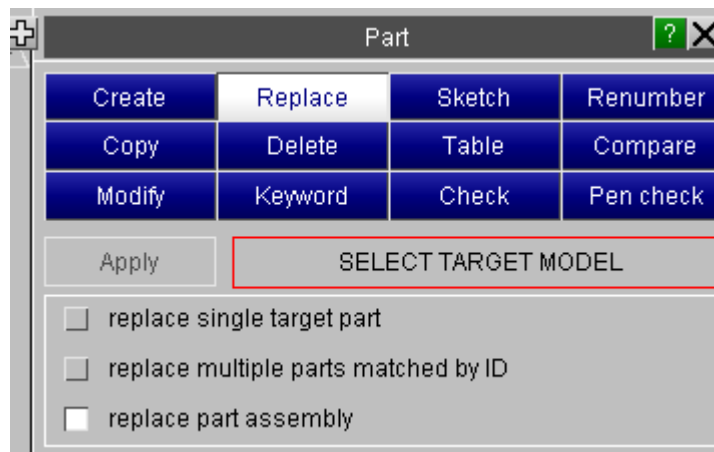 Part ? X
Create Replace Sketch Renumber
Copy Delete Table Compare
Modify Keyword Check Pen check
Apply SELECT TARGET MODEL
replace single target part
replace multiple parts matched by ID
replace part assembly